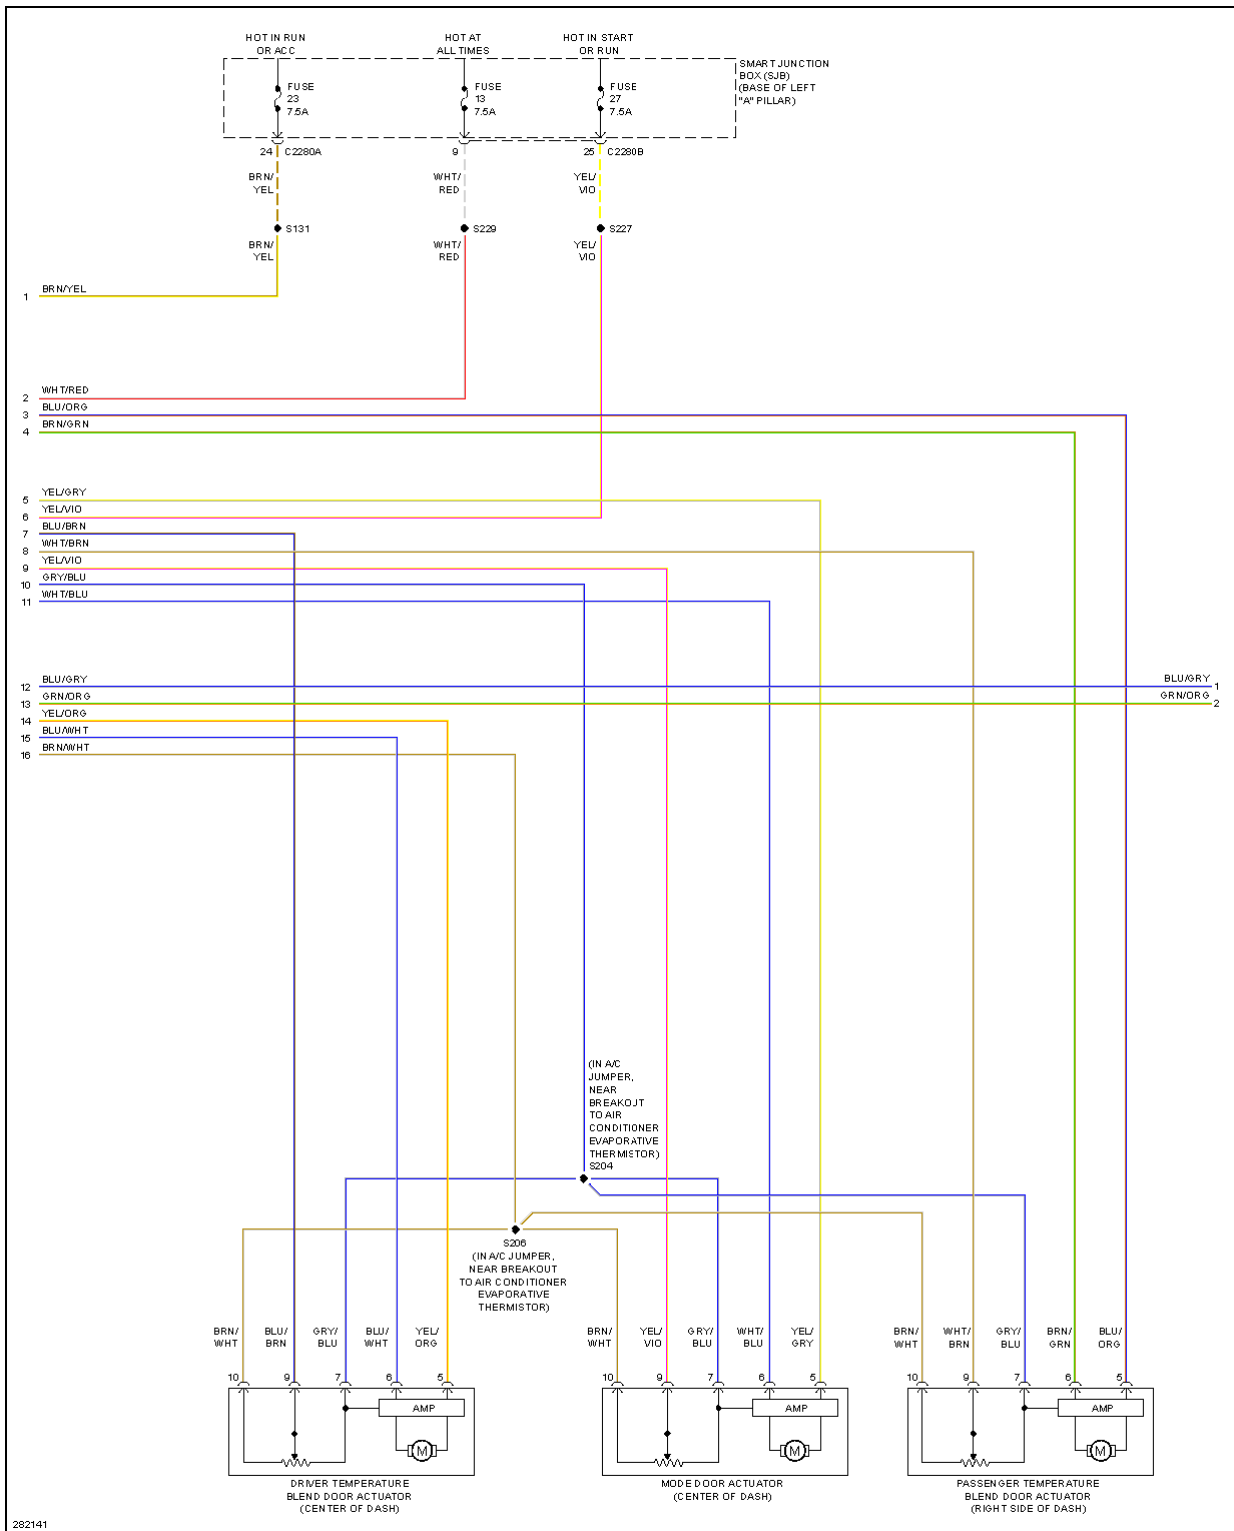 HOT IN RUN
OR ACC
HOT AT
ALL TIMES
HOT IN START
OR RUN
SMART JUNCTION
BOX (SJB)
(BASE OF LEFT
"A" PILLAR)
FUSE
23
7.5A
FUSE
13
7.5A
FUSE
27
7.5A
24 C2280A
9
25 C2280B
BRN/
YEL
WHT/
RED
YEL/
VIO
S131
S229
S227
BRN/
YEL
WHT/
RED
YEL/
VIO
1 BRN/YEL
2 WHT/RED
3 BLU/ORG
4 BRN/GRN
5 YEL/GRY
6 YEL/VIO
7 BLU/BRN
8 WHT/BRN
9 YEL/VIO
10 GRY/BLU
11 WHT/BLU
12 BLU/GRY
BLU/GRY 1
13 GRN/ORG
GRN/ORG 2
14 YEL/ORG
15 BLU/WHT
16 BRN/WHT
(IN A/C
JUMPER,
NEAR
BREAKOUT
TO AIR
CONDITIONER
EVAPORATIVE
THERMISTOR)
S204
S206
(IN A/C JUMPER,
NEAR BREAKOUT
TO AIR CONDITIONER
EVAPORATIVE
THERMISTOR)
BRN/
WHT
BLU/
BRN
GRY/
BLU
BLU/
WHT
YEL/
ORG
BRN/
WHT
YEL/
VIO
GRY/
BLU
WHT/
BLU
YEL/
GRY
BRN/
WHT
WHT/
BRN
GRY/
BLU
BRN/
GRN
BLU/
ORG
10 9 7 6 5
10 9 7 6 5
10 9 7 6 5
AMP
AMP
AMP
M
M
M
DRIVER TEMPERATURE
BLEND DOOR ACTUATOR
(CENTER OF DASH)
MODE DOOR ACTUATOR
(CENTER OF DASH)
PASSENGER TEMPERATURE
BLEND DOOR ACTUATOR
(RIGHT SIDE OF DASH)
282141